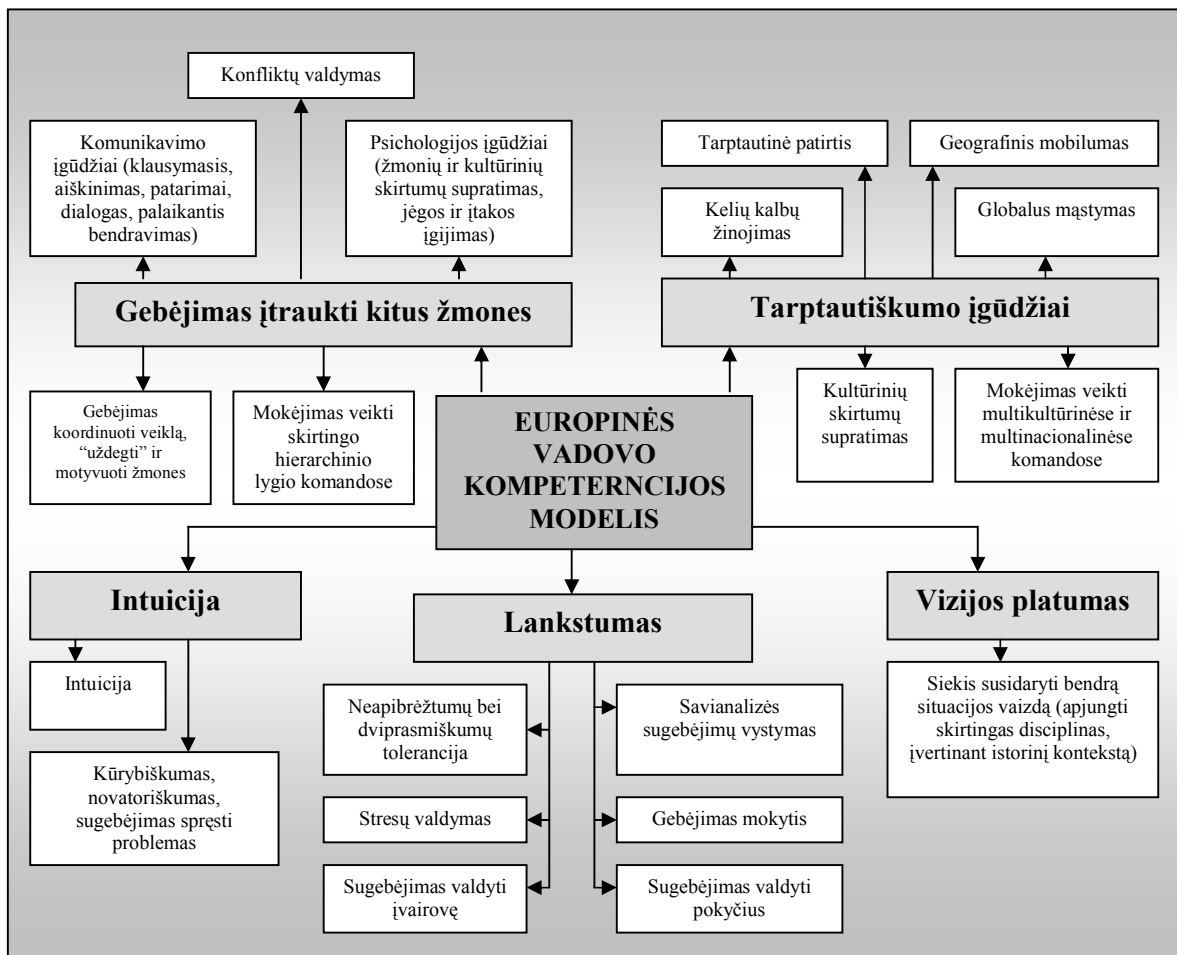 Konfliktų valdymas
Komunikavimo
įgūdžiai (klausymasis,
aiškinimas, patarimai,
dialogas, palaikantis
bendravimas)
Psichologijos įgūdžiai
(žmonių ir kultūrinių
skirtumų supratimas,
jėgos ir įtakos
įgijimas)
Tarptautinė patirtis
Geografinis mobilumas
Kelių kalbų
žinojimas
Globalus mąstymas
Gebėjimas įtraukti kitus žmones
Tarptautiškumo įgūdžiai
Gebėjimas
koordinuoti veiklą,
“uždegti” ir
motyvuoti žmones
Mokėjimas veikti
skirtingo
hierarchinio
lygio komandose
EUROPINĖS
VADOVO
KOMPETERNCIJOS
MODELIS
Kultūrinių
skirtumų
supratimas
Mokėjimas veikti
multikultūrinėse ir
multinacionalinėse
komandose
Intuicija
Lankstumas
Vizijos platumas
Intuicija
Kūrybiškumas,
novatoriškumas,
sugebėjimas spręsti
problemas
Neapibrėžtumų bei
dviprasmiškumų
tolerancija
Savianalizės
sugebėjimų vystymas
Stresų valdymas
Gebėjimas mokytis
Sugebėjimas valdyti
įvairovę
Sugebėjimas valdyti
pokyčius
Siekis susidaryti bendrą
situacijos vaizdą (apjungti
skirtingas disciplinas,
įvertinant istorinį kontekstą)